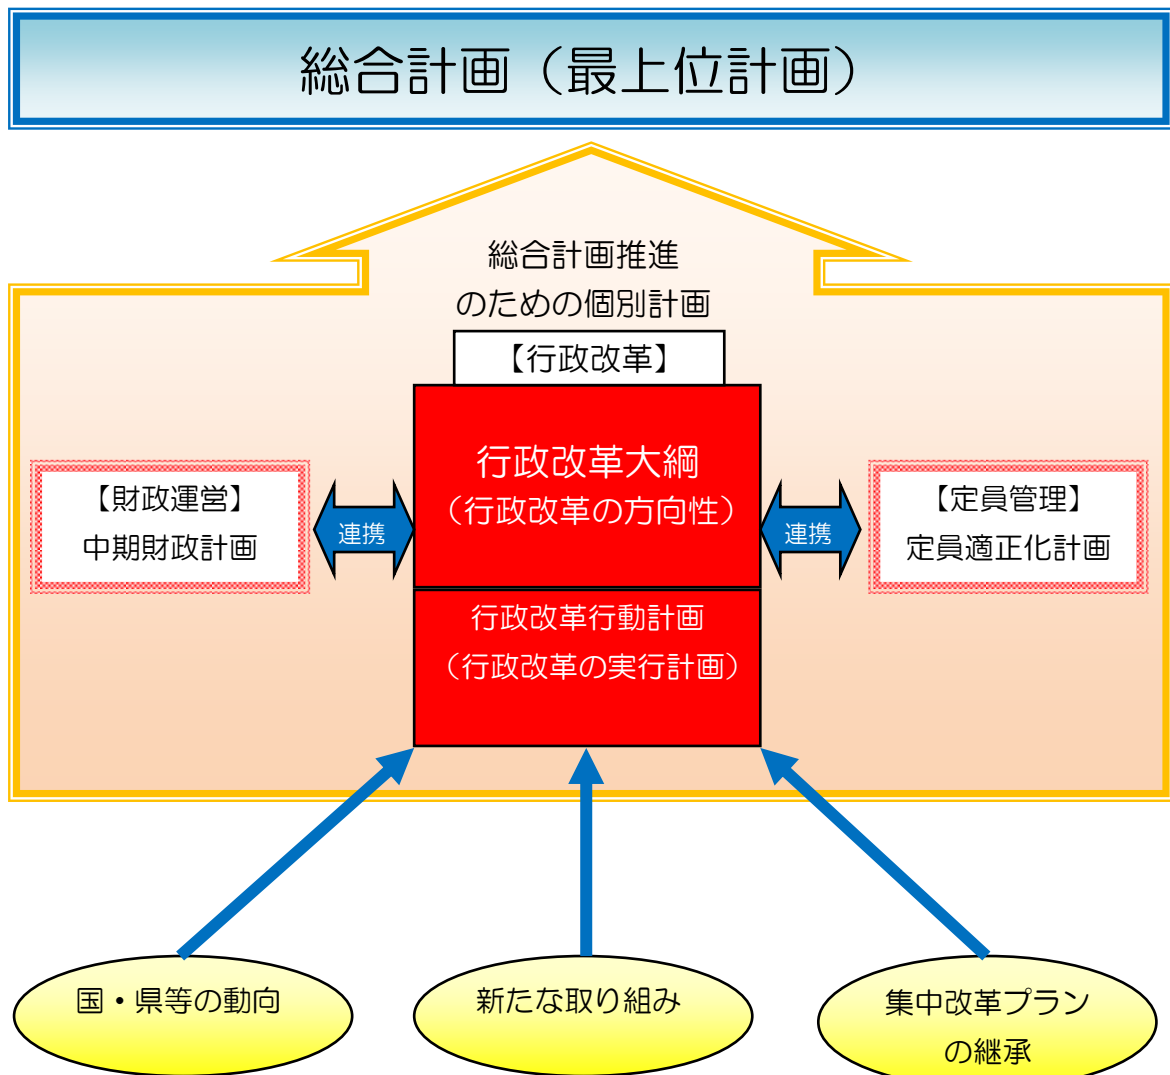 総合計画（最上位計画）
総合計画推進
のための個別計画
【行政改革】
行政改革大綱
（行政改革の方向性）
【財政運営】
中期財政計画
連携
連携
【定員管理】
定員適正化計画
行政改革行動計画
（行政改革の実行計画）
国・県等の動向
新たな取り組み
集中改革プラン
の継承